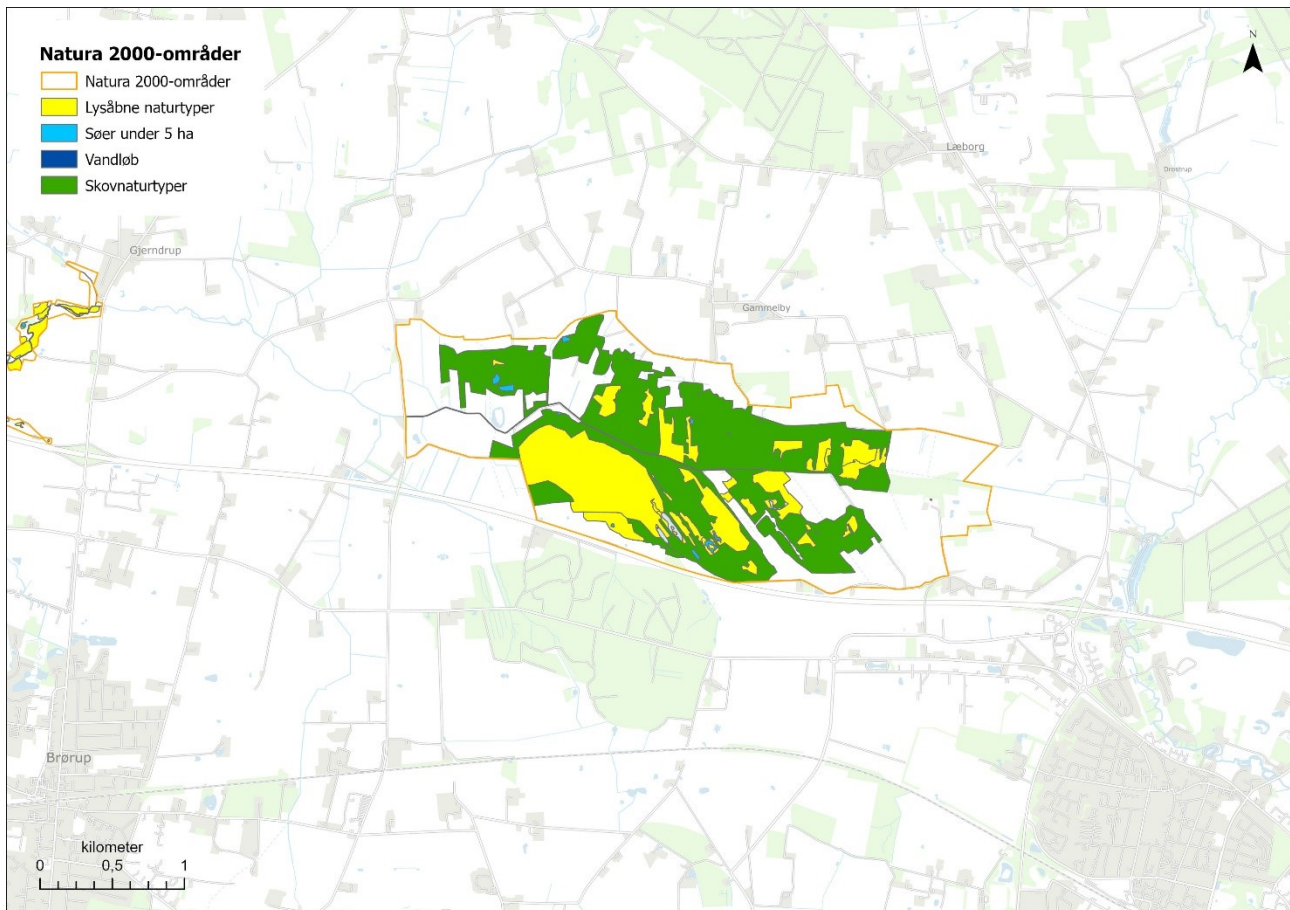 Natura 2000-områder
Natura 2000-områder
Lysåbne naturtyper
Søer under 5 ha
Vandløb
Skovnaturtyper
N
Læborg
Drostrup
Gjerndrup
Gammelby
Brørup
kilometer
0 0,5 1